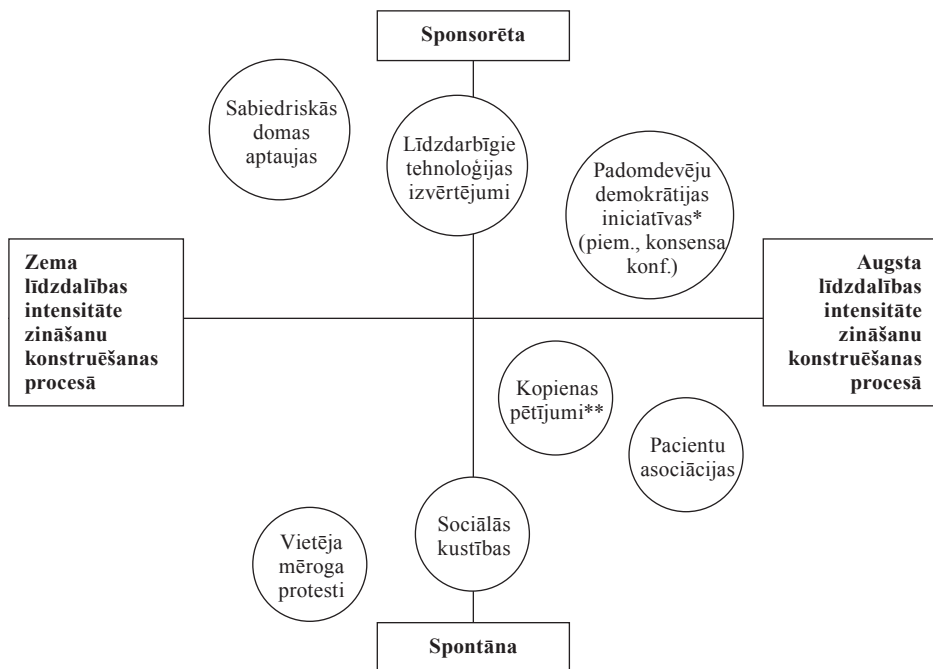 Sponsorēta
Sabiedriskās
domas
aptaujas
Līdzdarbīgie
tehnoloģijas
izvērtējumi
Padomdevēju
demokrātijas
iniciatīvas*
(piem., konsensa
konf.)
Zema
līdzdalības
intensitāte
zināšanu
konstruēšanas
procesā
Augsta
līdzdalības
intensitāte
zināšanu
konstruēšanas
procesā
Kopienas
pētījumi**
Pacientu
asociācijas
Sociālās
kustības
Vietēja
mēroga
protesti
Spontāna